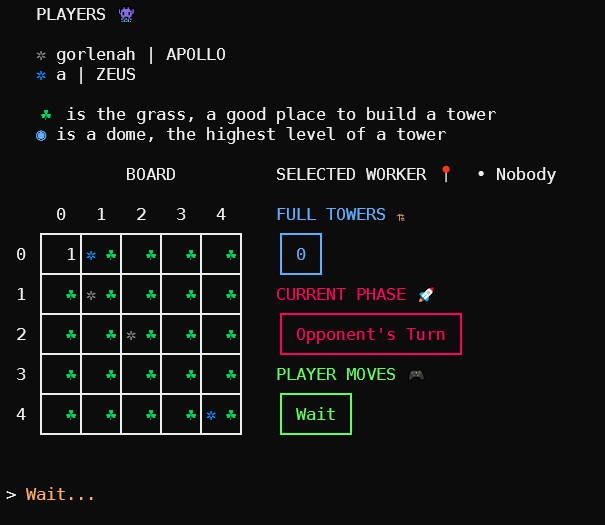 PLAYERS 👾
✲ gorlenah | APOLLO
✲ a | ZEUS
☘ is the grass, a good place to build a tower
◉ is a dome, the highest level of a tower
BOARD
SELECTED WORKER 📍 • Nobody
0 1 2 3 4
FULL TOWERS 🏗
0 1 ✲ ☘ ☘ ☘ ☘
0
1 ☘ ✲ ☘ ☘ ☘ ☘
CURRENT PHASE 🚀
2 ☘ ☘ ✲ ☘ ☘ ☘
Opponent's Turn
3 ☘ ☘ ☘ ☘ ☘
PLAYER MOVES 🎮
4 ☘ ☘ ☘ ☘ ✲ ☘
Wait
> Wait...